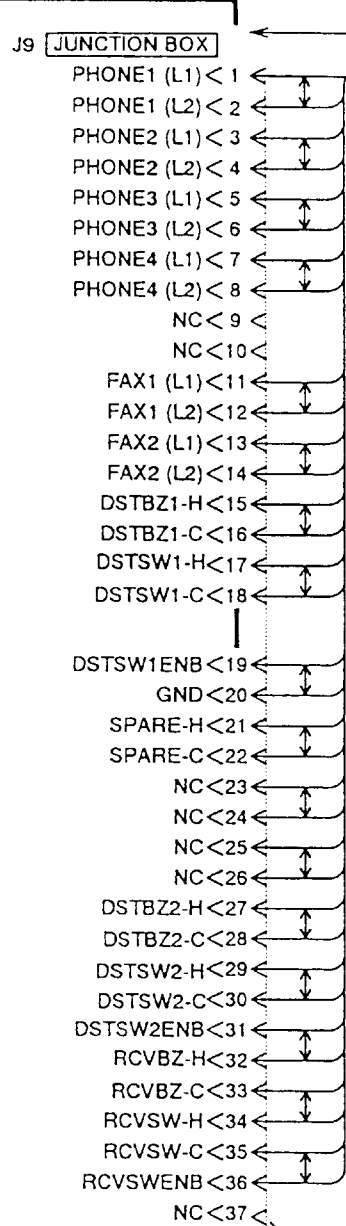 J9 JUNCTION BOX
PHONE1 (L1)< 1
PHONE1 (L2)< 2
PHONE2 (L1)< 3
PHONE2 (L2)< 4
PHONE3 (L1)< 5
PHONE3 (L2)< 6
PHONE4 (L1)< 7
PHONE4 (L2)< 8
NC< 9
NC<10
FAX1 (L1)<11
FAX1 (L2)<12
FAX2 (L1)<13
FAX2 (L2)<14
DSTBZ1-H<15
DSTBZ1-C<16
DSTSW1-H<17
DSTSW1-C<18
DSTSW1ENB<19
GND<20
SPARE-H<21
SPARE-C<22
NC<23
NC<24
NC<25
NC<26
DSTBZ2-H<27
DSTBZ2-C<28
DSTSW2-H<29
DSTSW2-C<30
DSTSW2ENB<31
RCVBZ-H<32
RCVBZ-C<33
RCVSW-H<34
RCVSW-C<35
RCVSWENB<36
NC<37